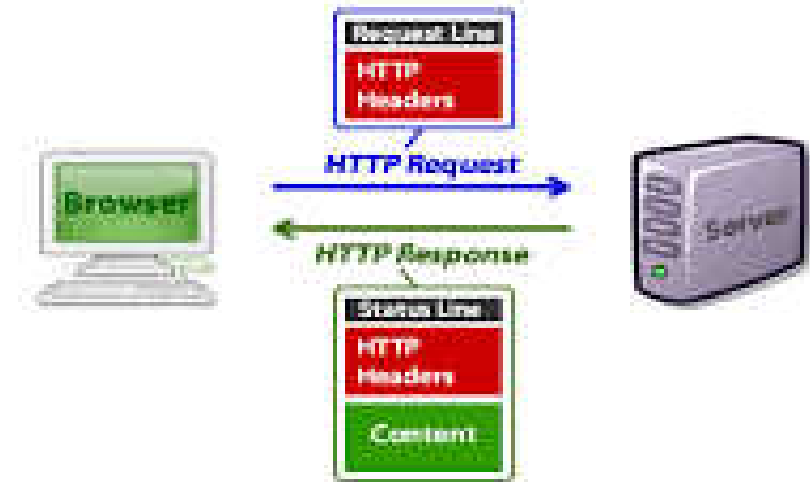 Request Line
HTTP
Headers
HTTP Request
Browser
Server
HTTP Response
Status Line
HTTP
Headers
Content